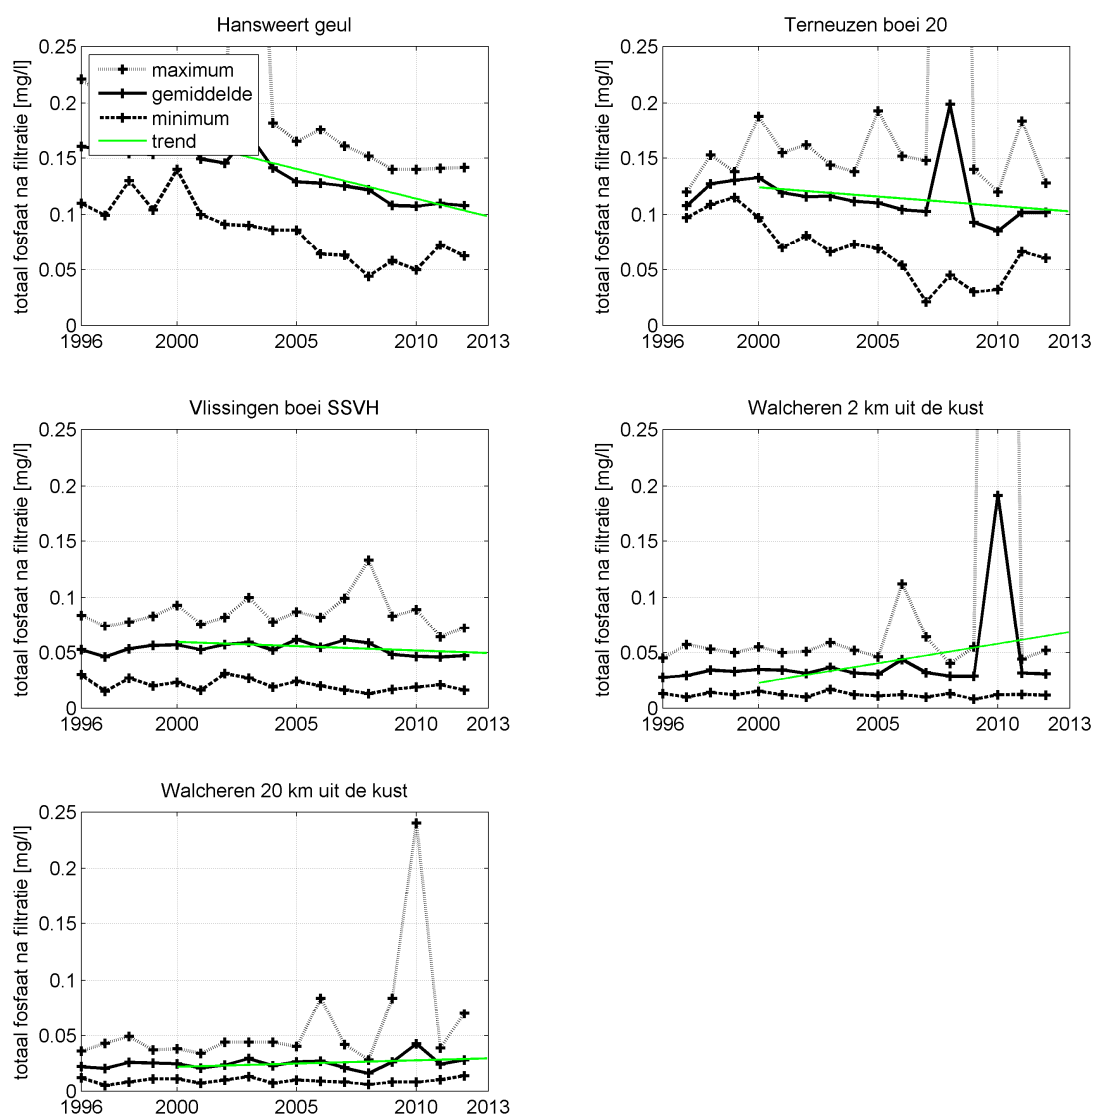 Hansweert geul
totaal fosfaat na filtratie [mg/l]
0.25
0.2
0.15
0.1
0.05
0
1996 2000 2005 2010 2013
maximum
gemiddelde
minimum
trend
Terneuzen boei 20
totaal fosfaat na filtratie [mg/l]
0.25
0.2
0.15
0.1
0.05
0
1996 2000 2005 2010 2013
Vlissingen boei SSVH
totaal fosfaat na filtratie [mg/l]
0.25
0.2
0.15
0.1
0.05
0
1996 2000 2005 2010 2013
Walcheren 2 km uit de kust
totaal fosfaat na filtratie [mg/l]
0.25
0.2
0.15
0.1
0.05
0
1996 2000 2005 2010 2013
Walcheren 20 km uit de kust
totaal fosfaat na filtratie [mg/l]
0.25
0.2
0.15
0.1
0.05
0
1996 2000 2005 2010 2013